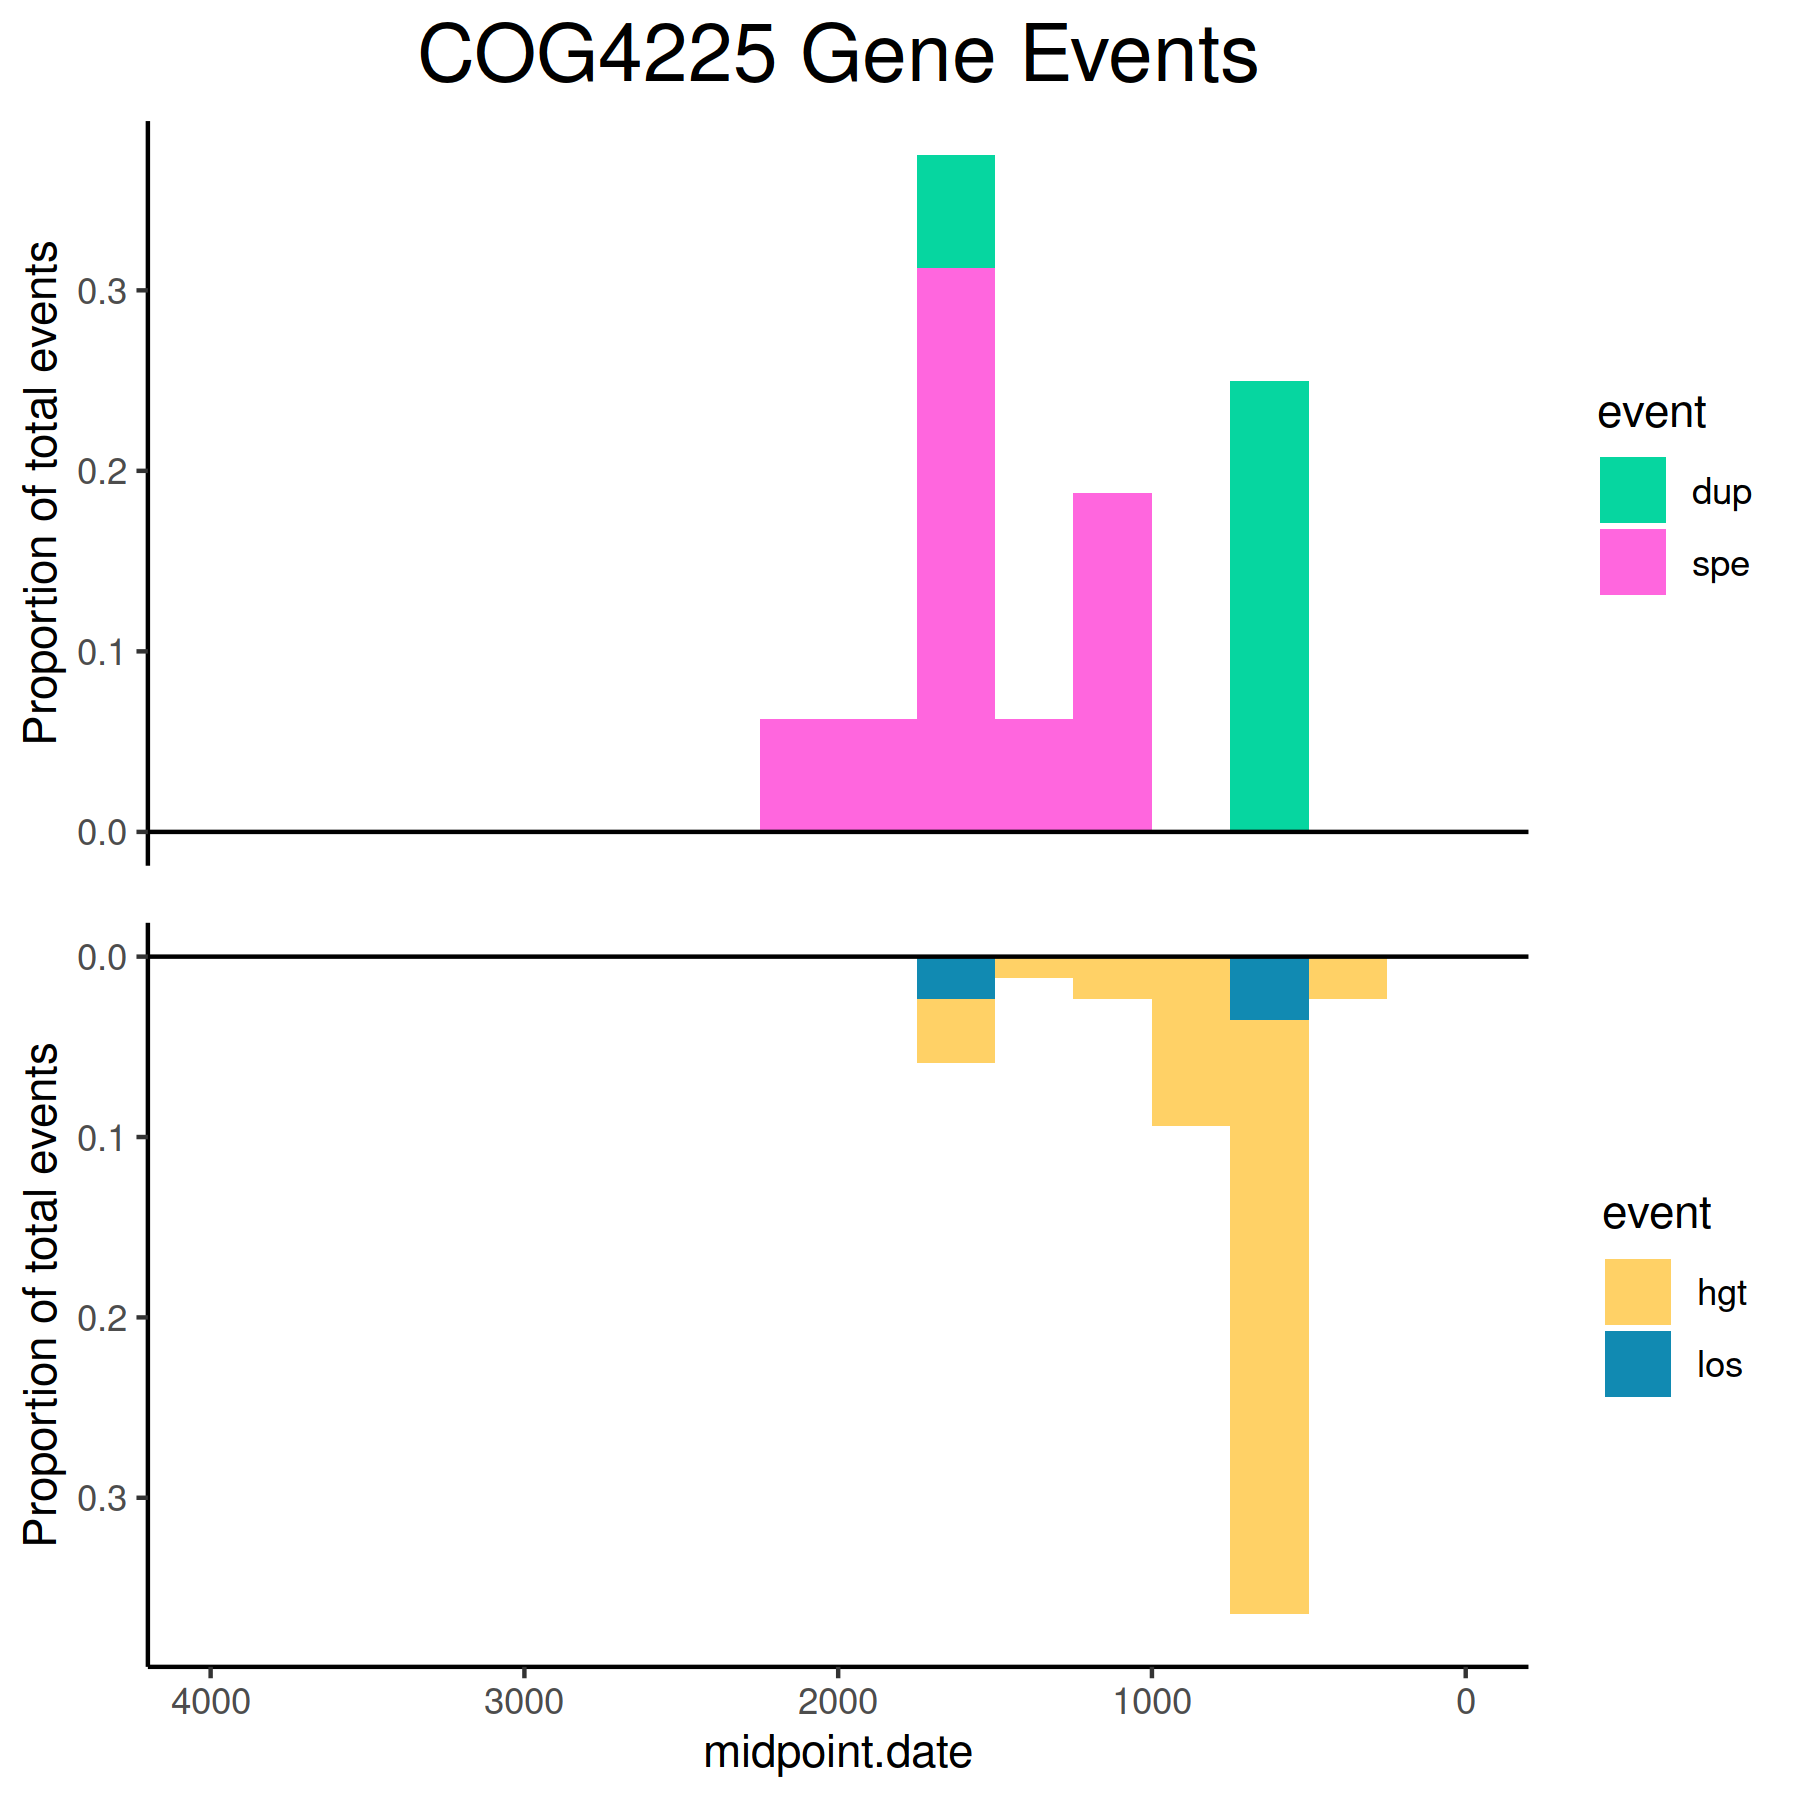 COG4225 Gene Events
Proportion of total events
0.3
0.2
0.1
0.0
event
dup
spe
Proportion of total events
0.0
0.1
0.2
0.3
event
hgt
los
4000 3000 2000 1000 0
midpoint.date